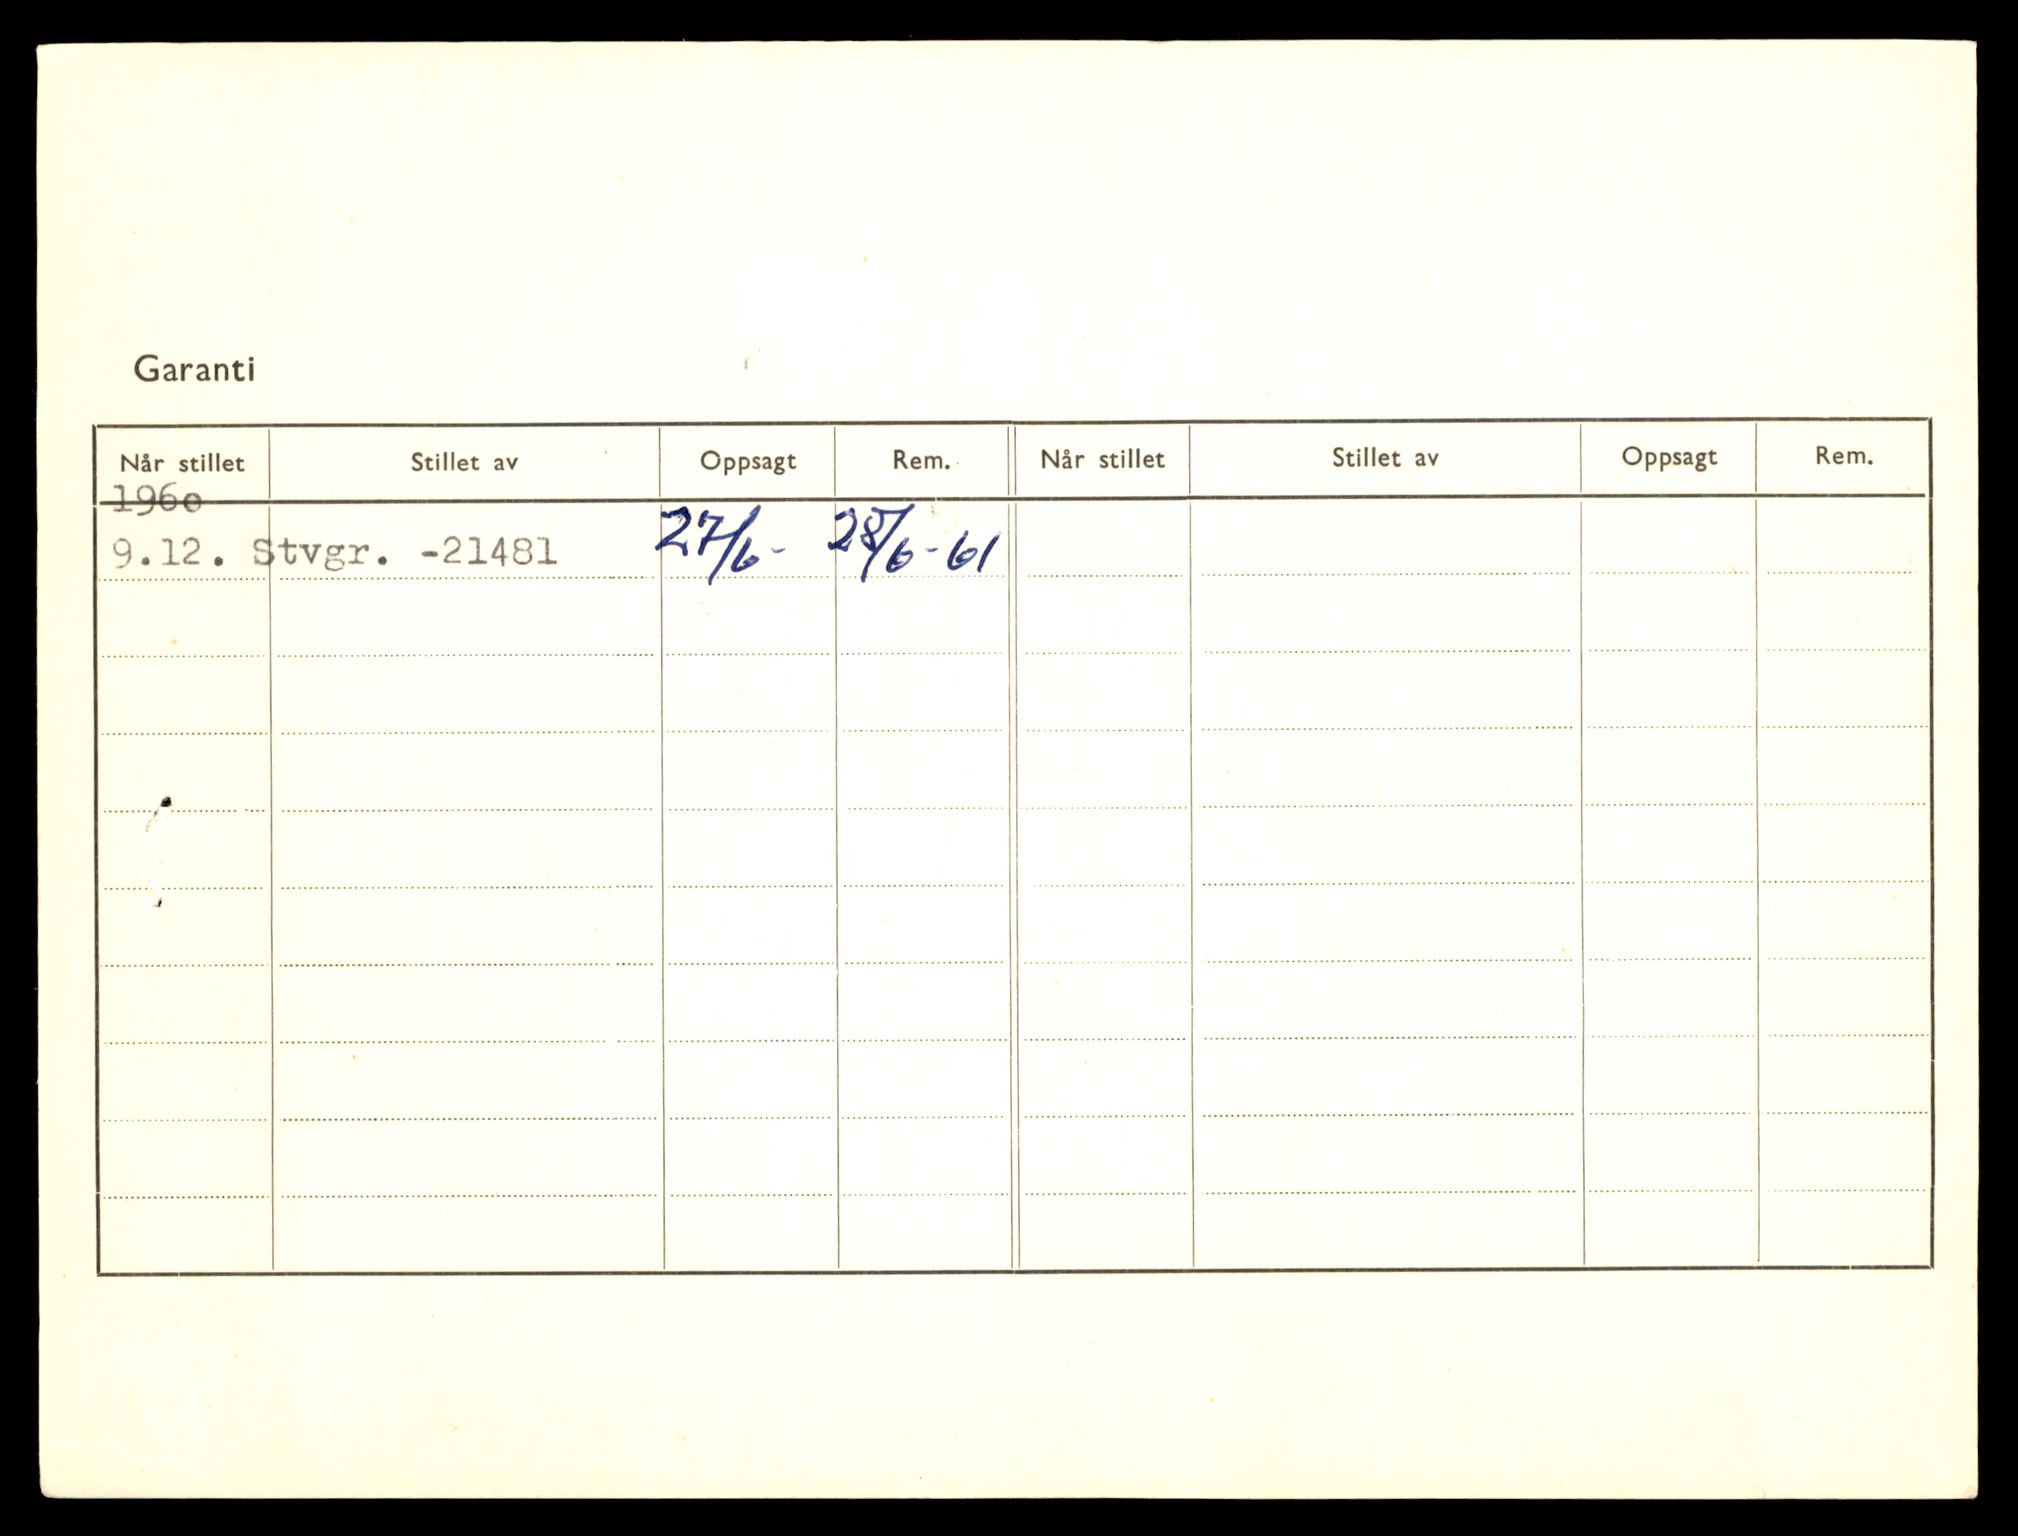 Garanti
Når stillet Stillet av Oppsagt Rem. Når stillet Stillet av Oppsagt Rem.
1960
9.12. Stvgr. -21481 27/6- 28/6-61